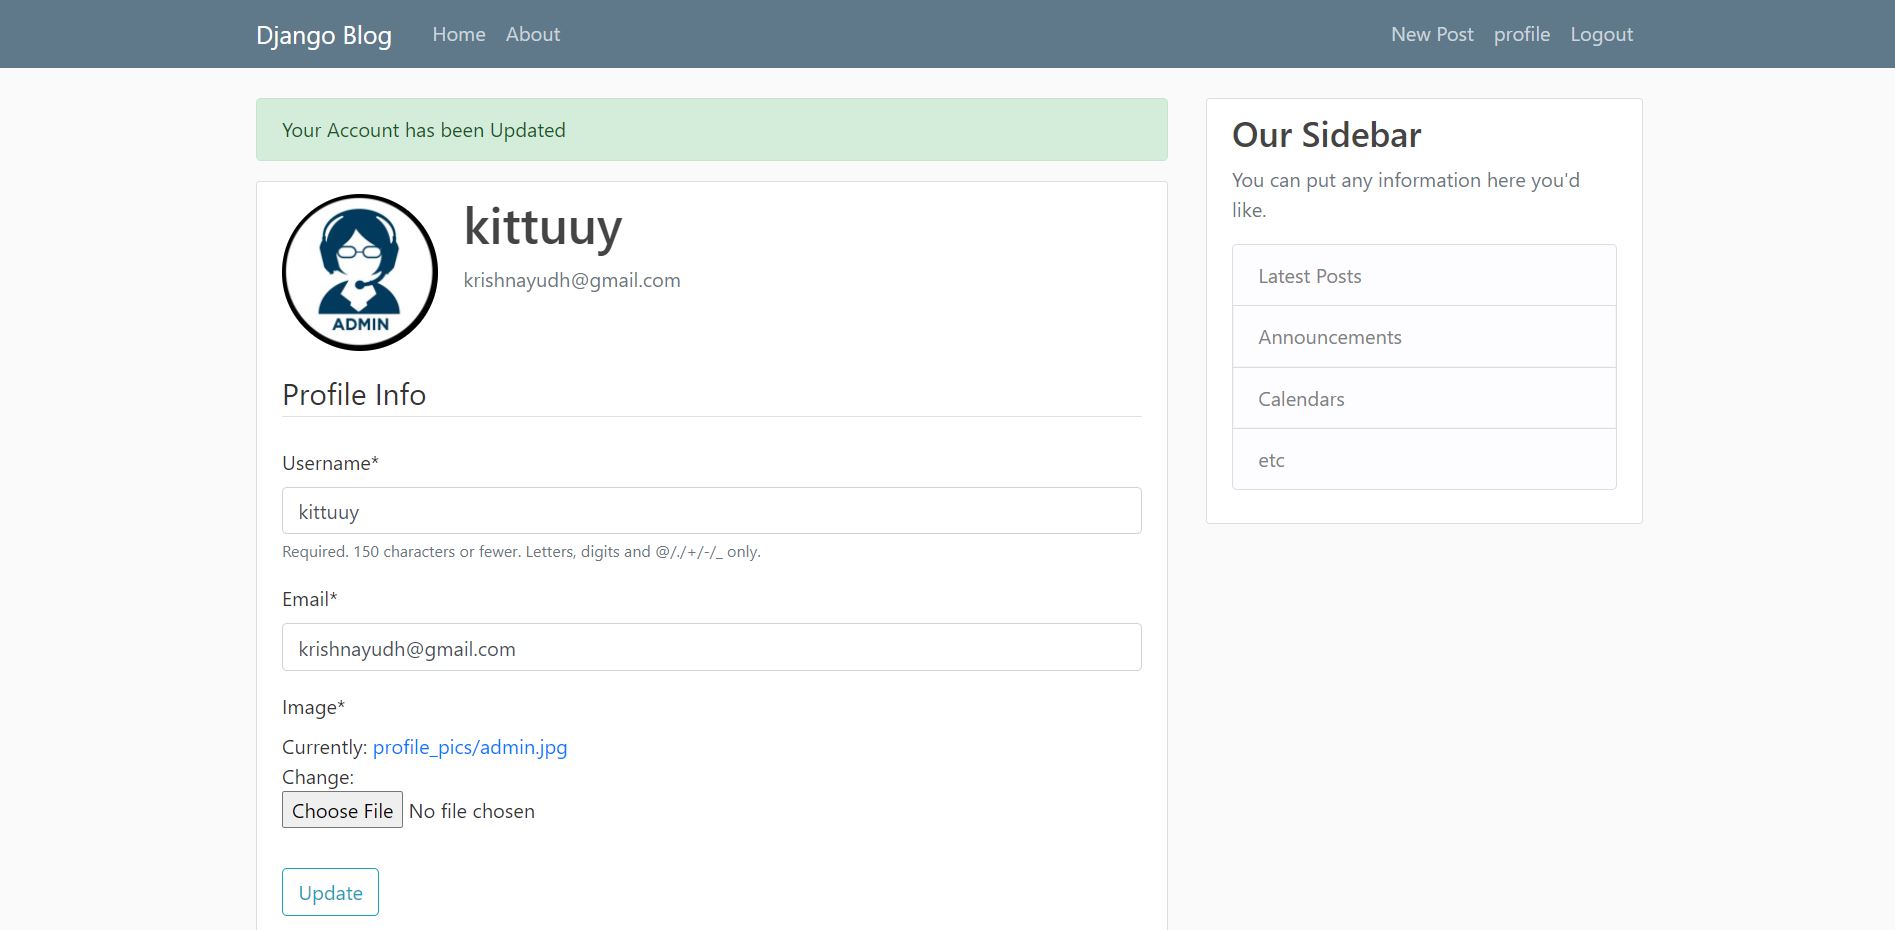 Django Blog Home About New Post profile Logout
Your Account has been Updated
ADMIN
kittuuy
krishnayudh@gmail.com
Profile Info
Username*
kittuuy
Required. 150 characters or fewer. Letters, digits and @/./+/-/_ only.
Email*
krishnayudh@gmail.com
Image*
Currently: profile_pics/admin.jpg
Change:
Choose File No file chosen
Update
Our Sidebar
You can put any information here you'd
like.
Latest Posts
Announcements
Calendars
etc